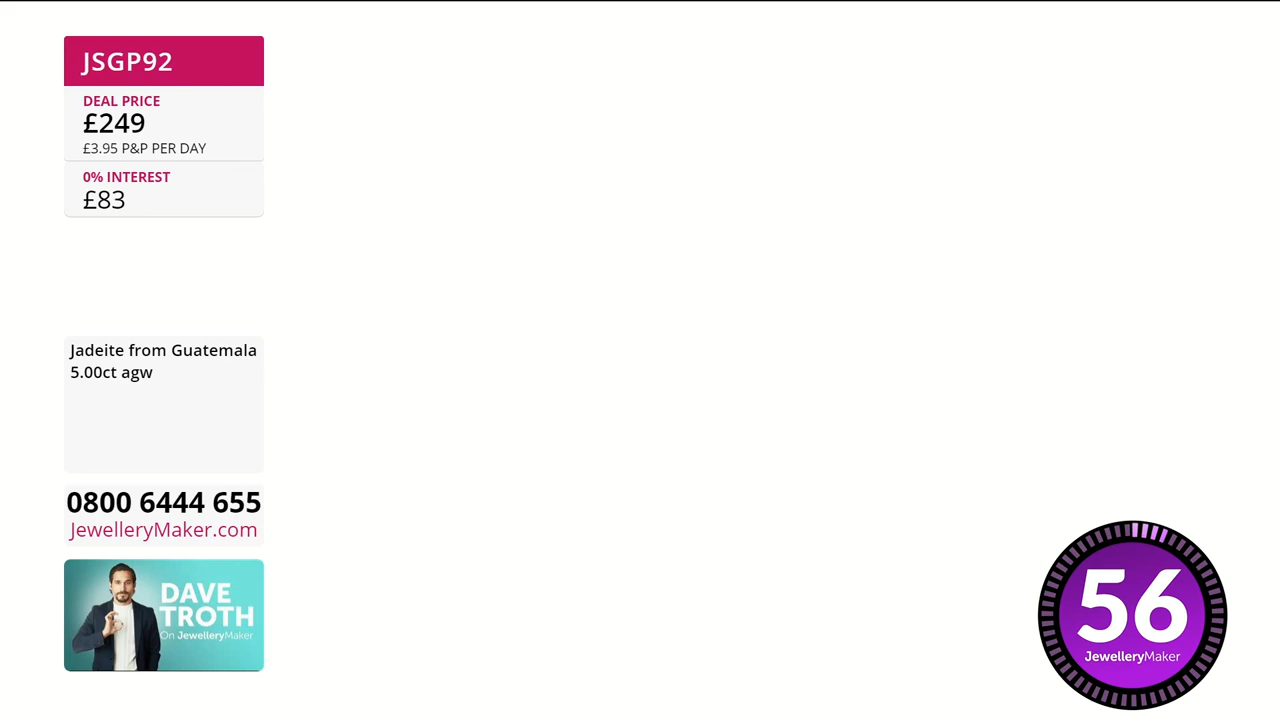 JSGP92
DEAL PRICE
£249
£3.95 P&P PER DAY
0% INTEREST
£83
Jadeite from Guatemala
5.00ct agw
0800 6444 655
JewelleryMaker.com
DAVE
TROTH
On JewelleryMaker
56
JewelleryMaker